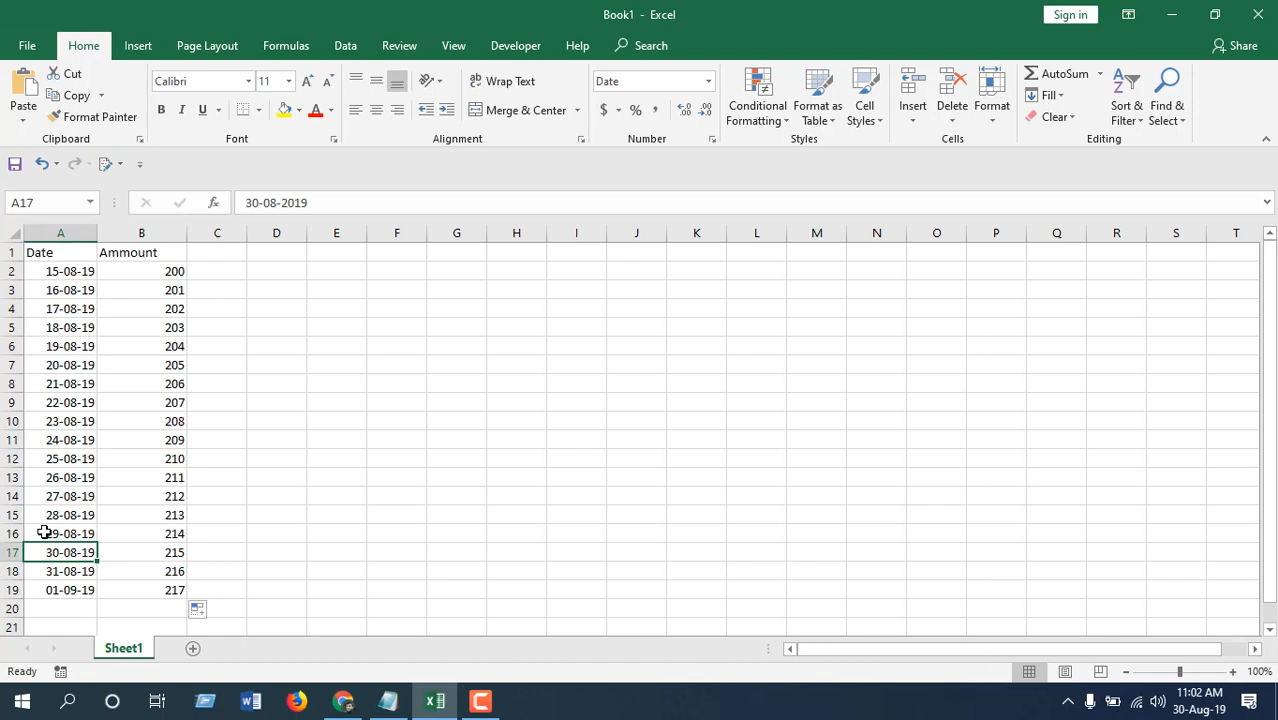 Book1 - Excel
Sign in
File Home Insert Page Layout Formulas Data Review View Developer Help Search Share
Paste
Cut
Copy
Format Painter
Clipboard
Calibri 11
B I U
Font
Wrap Text
Merge & Center
Alignment
Date
$ % ,
Number
Conditional Formatting
Format as Table
Cell Styles
Styles
Insert
Delete
Format
Cells
AutoSum
Fill
Clear
Sort & Filter
Find & Select
Editing
A17 fx 30-08-2019
A B C D E F G H I J K L M N O P Q R S T
1 Date Ammount
2 15-08-19 200
3 16-08-19 201
4 17-08-19 202
5 18-08-19 203
6 19-08-19 204
7 20-08-19 205
8 21-08-19 206
9 22-08-19 207
10 23-08-19 208
11 24-08-19 209
12 25-08-19 210
13 26-08-19 211
14 27-08-19 212
15 28-08-19 213
16 29-08-19 214
17 30-08-19 215
18 31-08-19 216
19 01-09-19 217
20
21
Sheet1
Ready 100%
11:02 AM
30-Aug-19